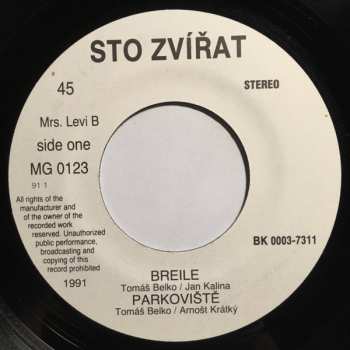 STO ZVÍŘAT
45
STEREO
Mrs. Levi B
side one
MG 0123
91 1
All rights of the
manufacturer and
of the owner of the
recorded work
reserved. Unauthorized
public performance,
broadcasting and
copying of this
record prohibited
1991
BK 0003-7311
BREILE
Tomáš Belko / Jan Kalina
PARKOVIŠTĚ
Tomáš Belko / Arnošt Krátký